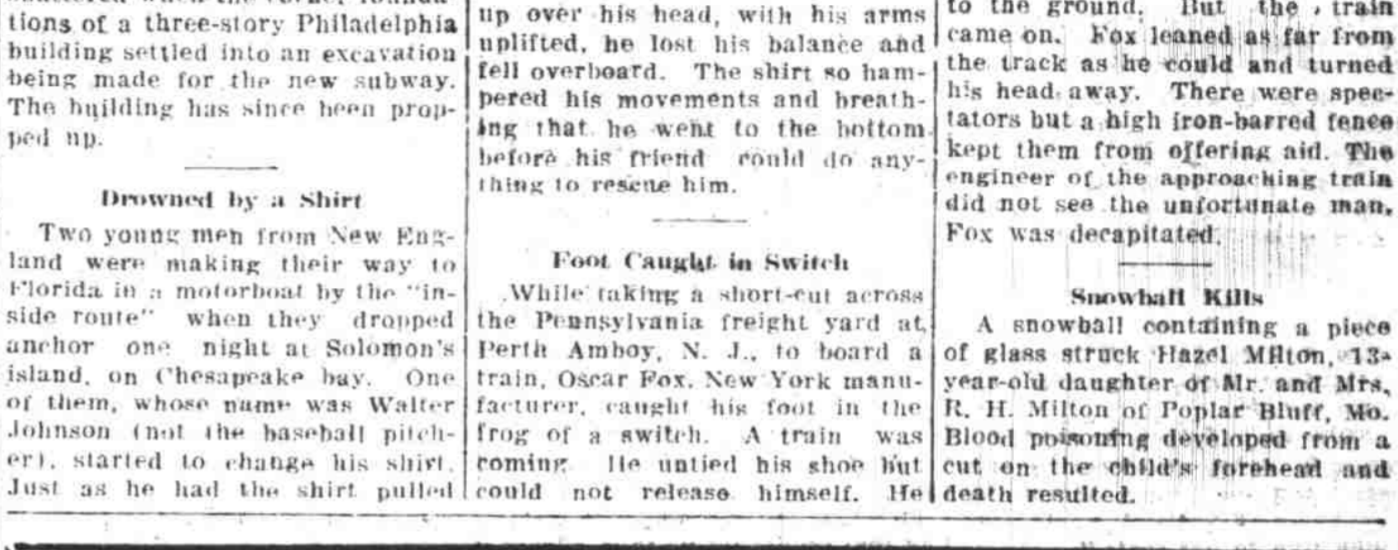 tions of a three-story Philadelphia
building settled into an excavation
being made for the new subway.
The building has since been prop-
ped up.
Drowned by a Shirt
Two young men from New Eng-
land were making their way to
Florida in a motorboat by the "in-
side route" when they dropped
anchor one night at Solomon's
island, on Chesapeake bay. One
of them, whose name was Walter
Johnson (not the baseball pitch-
er), started to change his shirt.
Just as he had the shirt pulled
up over his head, with his arms
uplifted, he lost his balance and
fell overboard. The shirt so ham-
pered his movements and breath-
ing that he went to the bottom
before his friend could do any-
thing to rescue him.
Foot Caught in Switch
While taking a short-cut across
the Pennsylvania freight yard at
Perth Amboy, N. J., to board a
train, Oscar Fox, New York manu-
facturer, caught his foot in the
frog of a switch. A train was
coming. He untied his shoe but
could not release himself. He
to the ground. But the train
came on. Fox leaned as far from
the track as he could and turned
his head away. There were spec-
tators but a high iron-barred fence
kept them from offering aid. The
engineer of the approaching train
did not see the unfortunate man.
Fox was decapitated.
Snowball Kills
A snowball containing a piece
of glass struck Hazel Milton, 13-
year-old daughter of Mr. and Mrs.
R. H. Milton of Poplar Bluff, Mo.
Blood poisoning developed from a
cut on the child's forehead and
death resulted.